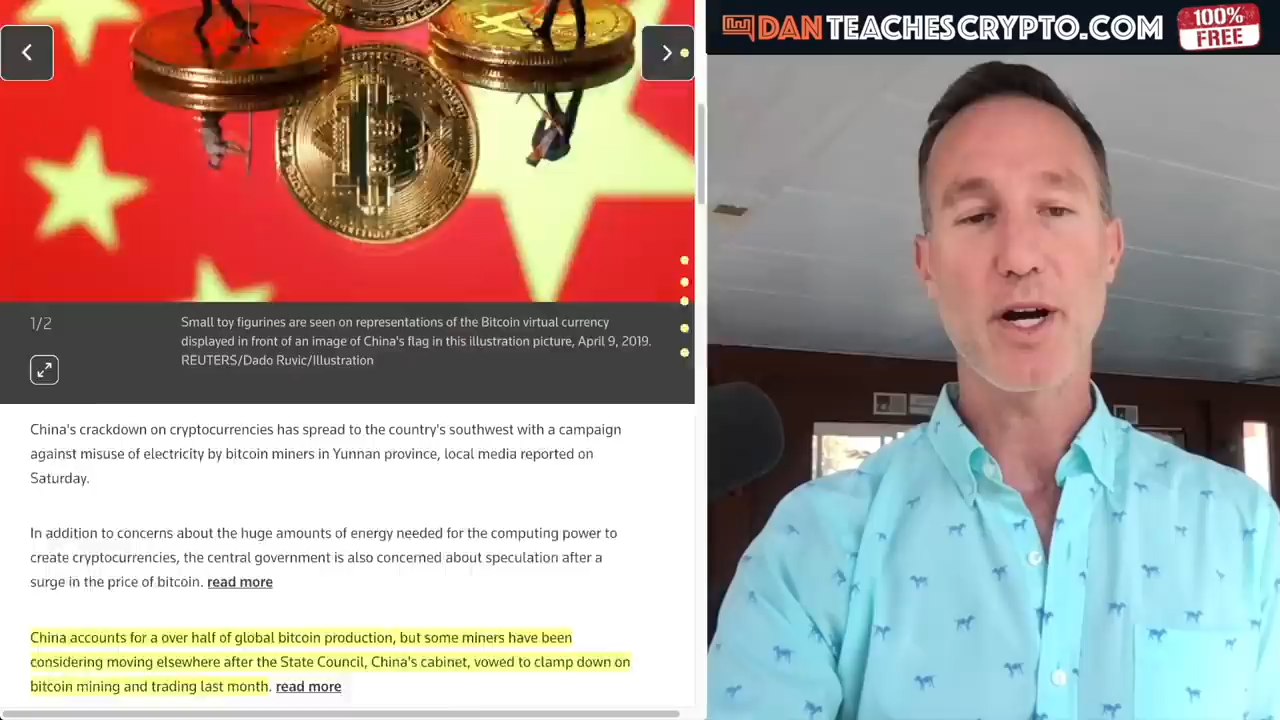 DANTEACHESCRYPTO.COM
100%
FREE
1/2
Small toy figurines are seen on representations of the Bitcoin virtual currency
displayed in front of an image of China's flag in this illustration picture, April 9, 2019.
REUTERS/Dado Ruvic/Illustration
China's crackdown on cryptocurrencies has spread to the country's southwest with a campaign
against misuse of electricity by bitcoin miners in Yunnan province, local media reported on
Saturday.
In addition to concerns about the huge amounts of energy needed for the computing power to
create cryptocurrencies, the central government is also concerned about speculation after a
surge in the price of bitcoin. read more
China accounts for a over half of global bitcoin production, but some miners have been
considering moving elsewhere after the State Council, China's cabinet, vowed to clamp down on
bitcoin mining and trading last month. read more